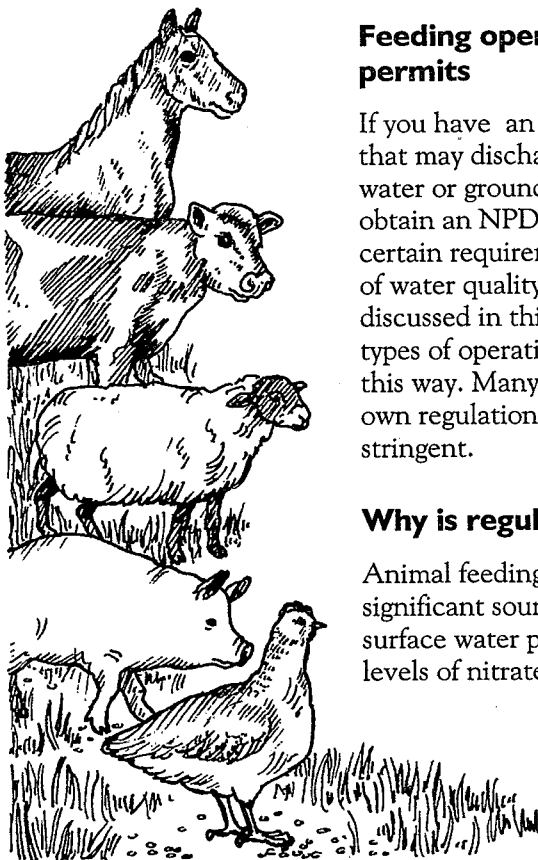 Feeding oper
permits
If you have an
that may discha
water or ground
obtain an NPD
certain requirem
of water quality
discussed in thi
types of operati
this way. Many
own regulation
stringent.
Why is regul
Animal feeding
significant sour
surface water p
levels of nitrate